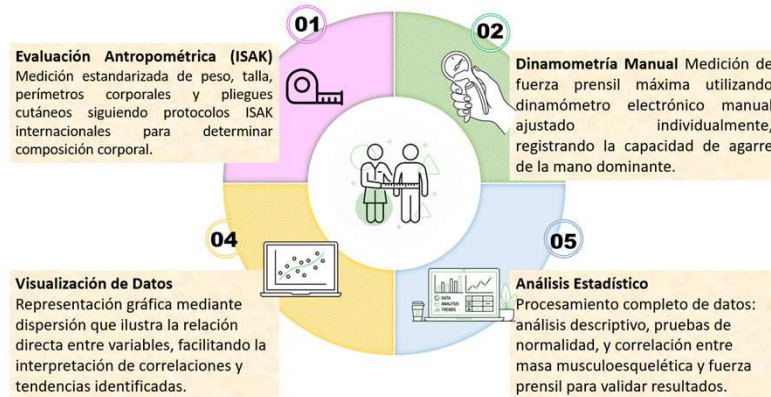 01
Evaluación Antropométrica (ISAK)
Medición estandarizada de peso, talla,
perímetros corporales y pliegues
cutáneos siguiendo protocolos ISAK
internacionales para determinar
composición corporal.
02
Dinamometría Manual Medición de
fuerza prensil máxima utilizando
dinamómetro electrónico manual
ajustado individualmente,
registrando la capacidad de agarre
de la mano dominante.
04
Visualización de Datos
Representación gráfica mediante
dispersión que ilustra la relación
directa entre variables, facilitando la
interpretación de correlaciones y
tendencias identificadas.
05
Análisis Estadístico
Procesamiento completo de datos:
análisis descriptivo, pruebas de
normalidad, y correlación entre
masa musculoesquelética y fuerza
prensil para validar resultados.
DATA
ANALYSIS
TRENDS